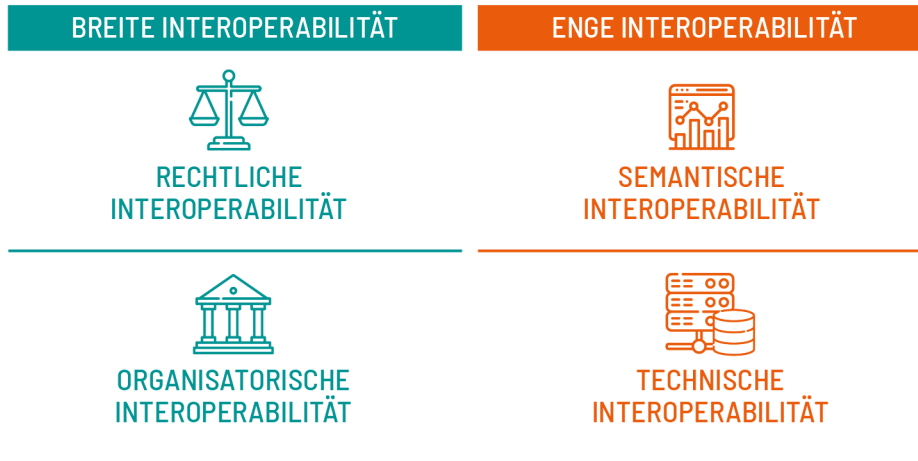 BREITE INTEROPERABILITÄT
ENGE INTEROPERABILITÄT
RECHTLICHE
INTEROPERABILITÄT
SEMANTISCHE
INTEROPERABILITÄT
ORGANISATORISCHE
INTEROPERABILITÄT
TECHNISCHE
INTEROPERABILITÄT